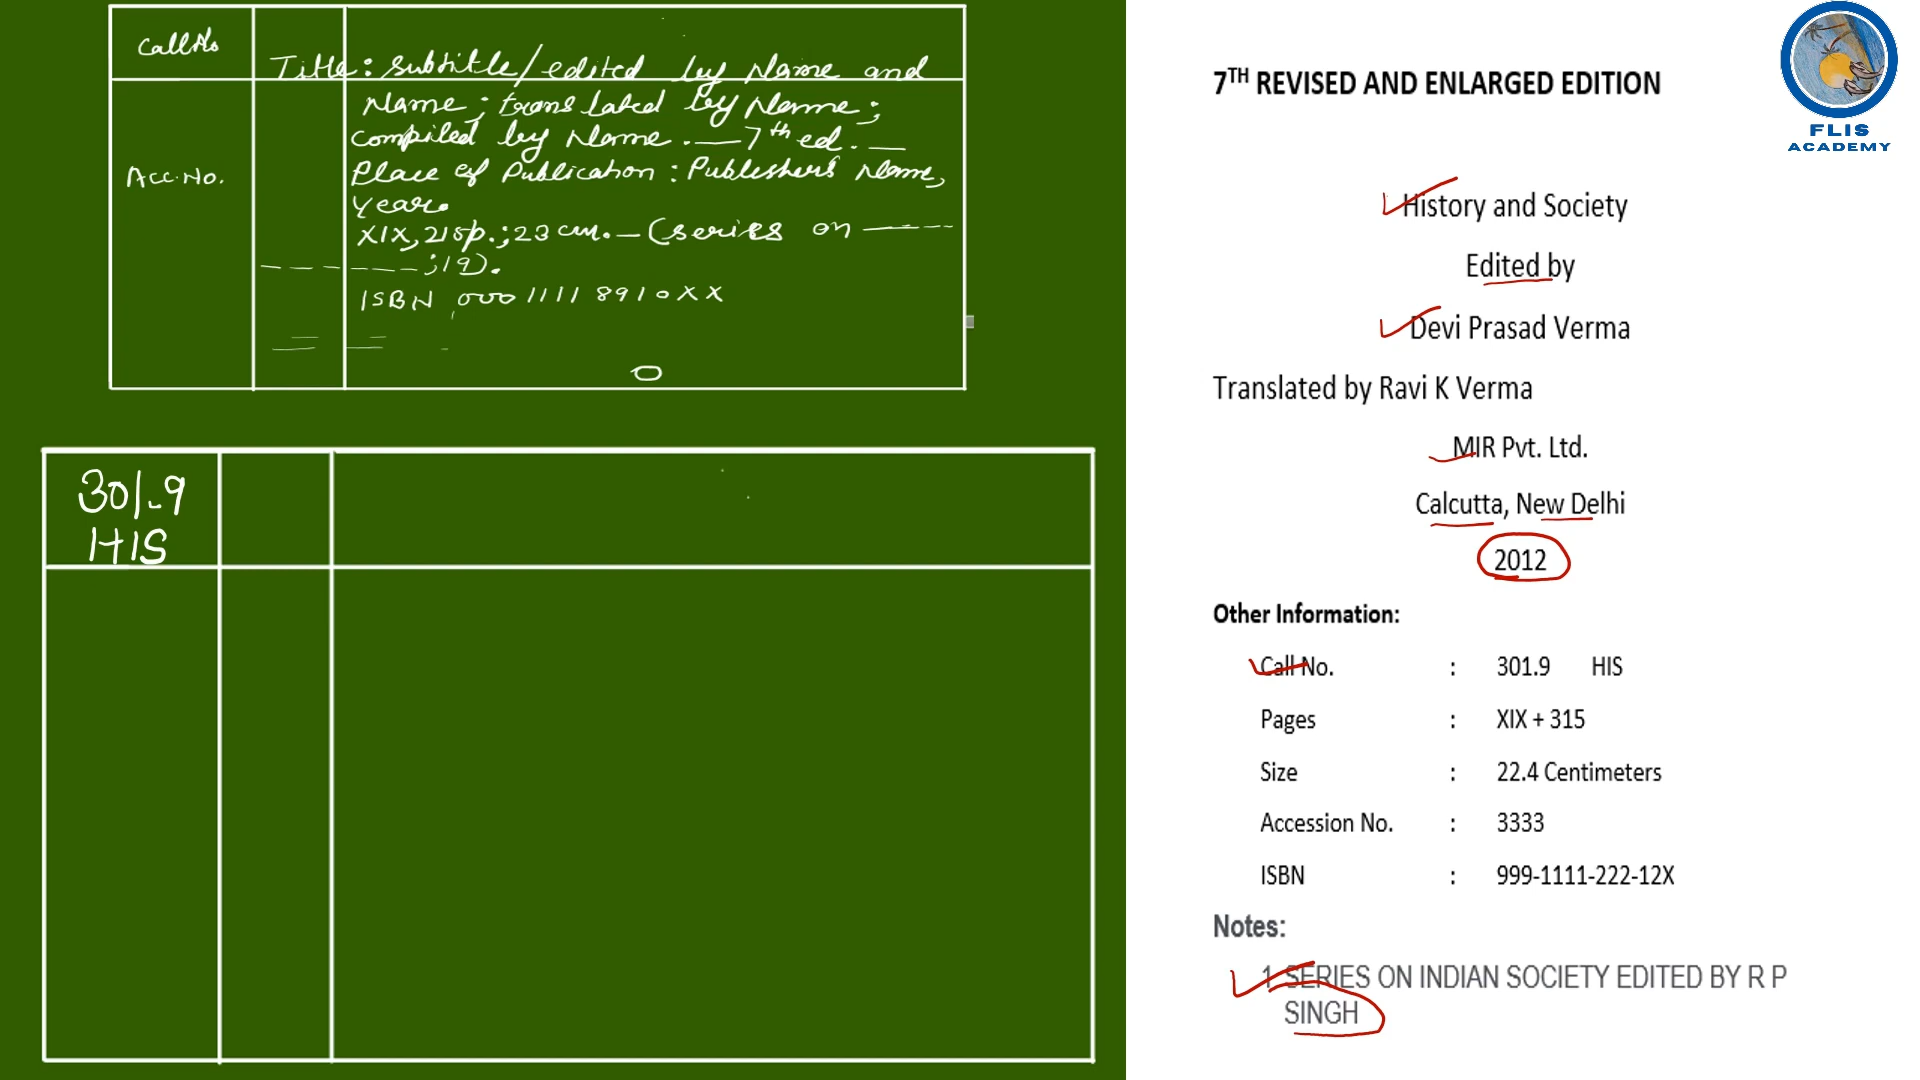 Call No
Title: Subtitle/edited by Name and
Name; translated by Name;
compiled by Name. — 7th ed. —
Place of Publication: Publisher's Name,
Year.
XIX, 215p.; 23 cm. — (series on ------
------;19).
ISBN 000 1111 8910XX
Acc. No.
301.9
HIS
7TH REVISED AND ENLARGED EDITION
FLIS
ACADEMY
History and Society
Edited by
Devi Prasad Verma
Translated by Ravi K Verma
MIR Pvt. Ltd.
Calcutta, New Delhi
2012
Other Information:
Call No. : 301.9 HIS
Pages : XIX + 315
Size : 22.4 Centimeters
Accession No. : 3333
ISBN : 999-1111-222-12X
Notes:
1 SERIES ON INDIAN SOCIETY EDITED BY R P
SINGH